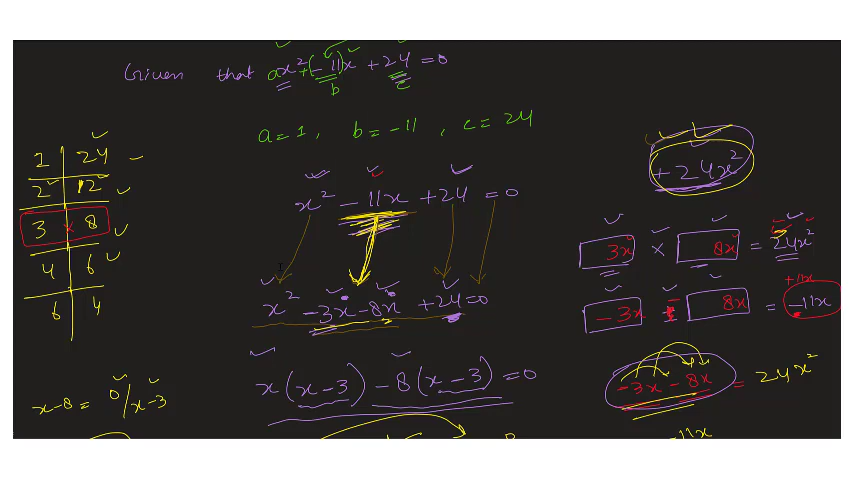 Given that ax² + (-11)x + 24 = 0
b c
a = 1, b = -11, c = 24
x² - 11x + 24 = 0
x² - 3x - 8x + 24 = 0
x(x-3) - 8(x-3) = 0
1 24
2 12
3 x 8
4 6
6 4
x-8 = 0/x-3
+24x²
3x × 8x = 24x²
+11x
-3x - 8x = -11x
-3x - 8x = 24x²
-11x